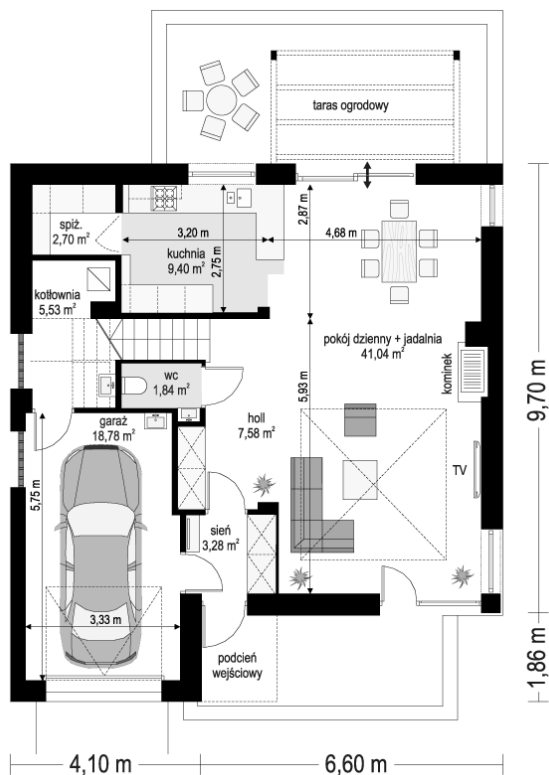 taras ogrodowy
spiż.
2,70 m²
3,20 m
kuchnia
9,40 m²
2,75 m
2,87 m
4,68 m
kotłownia
5,53 m²
pokój dzienny + jadalnia
41,04 m²
kominek
wc
1,84 m²
5,93 m
holl
7,58 m²
garaż
18,78 m²
5,75 m
TV
sień
3,28 m²
3,33 m
podcień
wejściowy
9,70 m
1,86 m
4,10 m
6,60 m